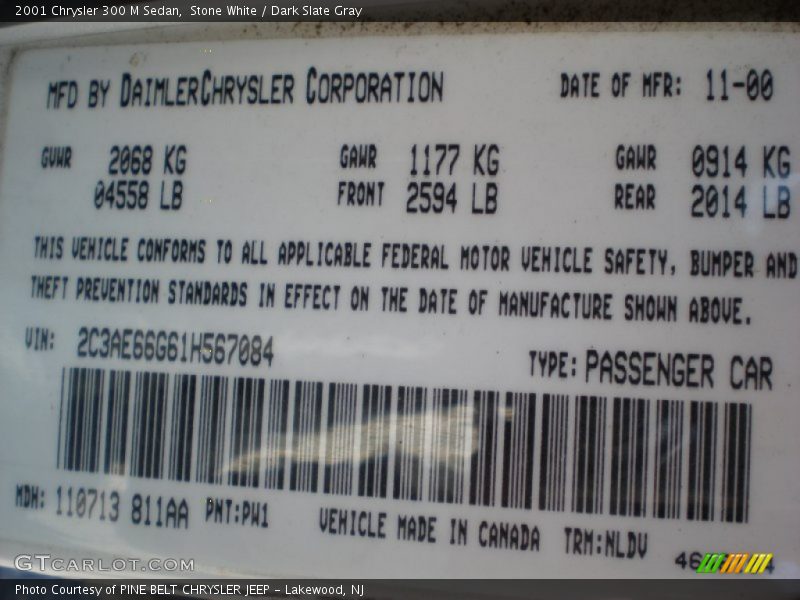 2001 Chrysler 300 M Sedan, Stone White / Dark Slate Gray
MFD BY DAIMLERCHRYSLER CORPORATION DATE OF MFR: 11-00
GVWR 2068 KG GAWR 1177 KG GAWR 0914 KG
04558 LB FRONT 2594 LB REAR 2014 LB
THIS VEHICLE CONFORMS TO ALL APPLICABLE FEDERAL MOTOR VEHICLE SAFETY, BUMPER AND
THEFT PREVENTION STANDARDS IN EFFECT ON THE DATE OF MANUFACTURE SHOWN ABOVE.
VIN: 2C3AE66G61H567084 TYPE: PASSENGER CAR
MDH: 110713 811AA PNT:PW1 VEHICLE MADE IN CANADA TRM:NLDV
GTCARLOT.COM
Photo Courtesy of PINE BELT CHRYSLER JEEP - Lakewood, NJ